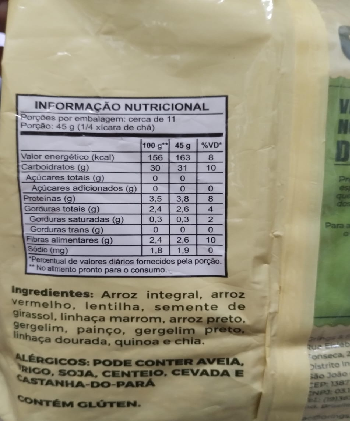 INFORMAÇÃO NUTRICIONAL
Porções por embalagem: cerca de 11
Porção: 45 g (1/4 xícara de chá)
100 g** 45 g %VD*
Valor energético (kcal) 156 163 8
Carboidratos (g) 30 31 10
Açúcares totais (g) 0 0
Açúcares adicionados (g) 0 0 0
Proteínas (g) 3,5 3,8 8
Gorduras totais (g) 2,4 2,6 4
Gorduras saturadas (g) 0,3 0,3 2
Gorduras trans (g) 0 0 0
Fibras alimentares (g) 2,4 2,6 10
Sódio (mg) 1,8 1,9 0
*Percentual de valores diários fornecidos pela porção.
** No alimento pronto para o consumo.
Ingredientes: Arroz integral, arroz
vermelho, lentilha, semente de
girassol, linhaça marrom, arroz preto,
gergelim, painço, gergelim preto,
linhaça dourada, quinoa e chia.
ALÉRGICOS: PODE CONTER AVEIA,
TRIGO, SOJA, CENTEIO, CEVADA E
CASTANHA-DO-PARÁ
CONTÉM GLÚTEN.